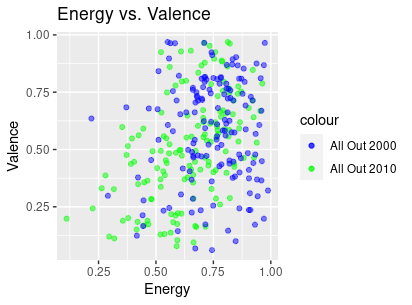 Energy vs. Valence
1.00
0.75
0.50
0.25
Valence
0.25 0.50 0.75 1.00
Energy
colour
All Out 2000
All Out 2010